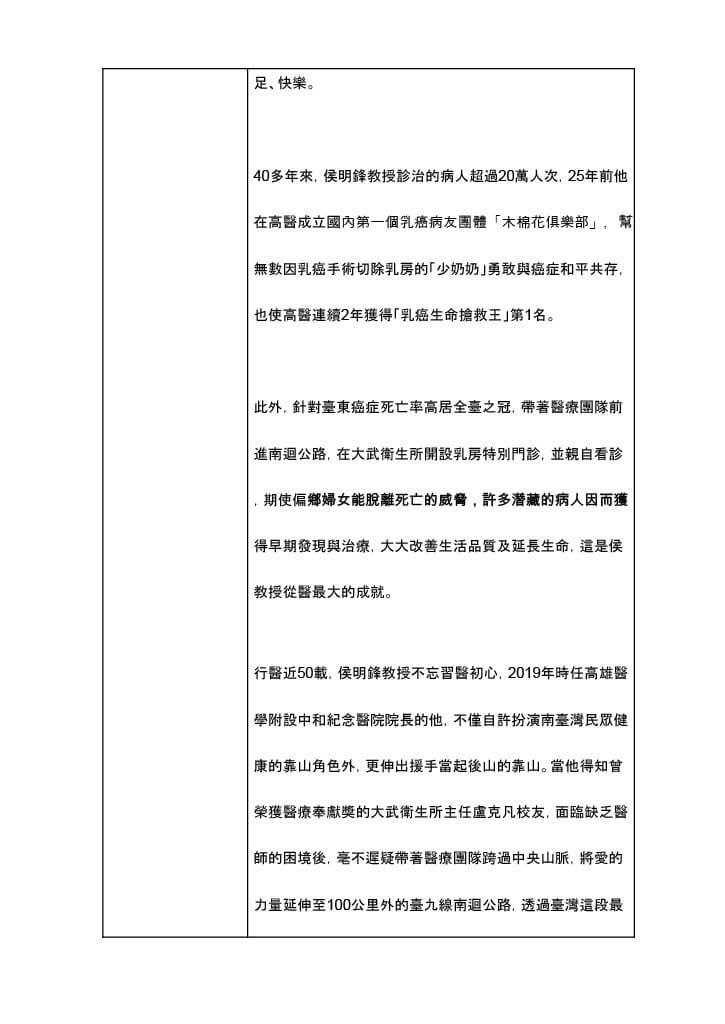 足、快樂。
40多年來，侯明鋒教授診治的病人超過20萬人次，25年前他
在高醫成立國內第一個乳癌病友團體「木棉花俱樂部」，幫
無數因乳癌手術切除乳房的「少奶奶」勇敢與癌症和平共存，
也使高醫連續2年獲得「乳癌生命搶救王」第1名。
此外，針對臺東癌症死亡率高居全臺之冠，帶著醫療團隊前
進南迴公路，在大武衛生所開設乳房特別門診，並親自看診
，期使偏鄉婦女能脫離死亡的威脅，許多潛藏的病人因而獲
得早期發現與治療，大大改善生活品質及延長生命，這是侯
教授從醫最大的成就。
行醫近50載，侯明鋒教授不忘習醫初心，2019年時任高雄醫
學附設中和紀念醫院院長的他，不僅自許扮演南臺灣民眾健
康的靠山角色外，更伸出援手當起後山的靠山。當他得知曾
榮獲醫療奉獻獎的大武衛生所主任盧克凡校友，面臨缺乏醫
師的困境後，毫不遲疑帶著醫療團隊跨過中央山脈，將愛的
力量延伸至100公里外的臺九線南迴公路，透過臺灣這段最